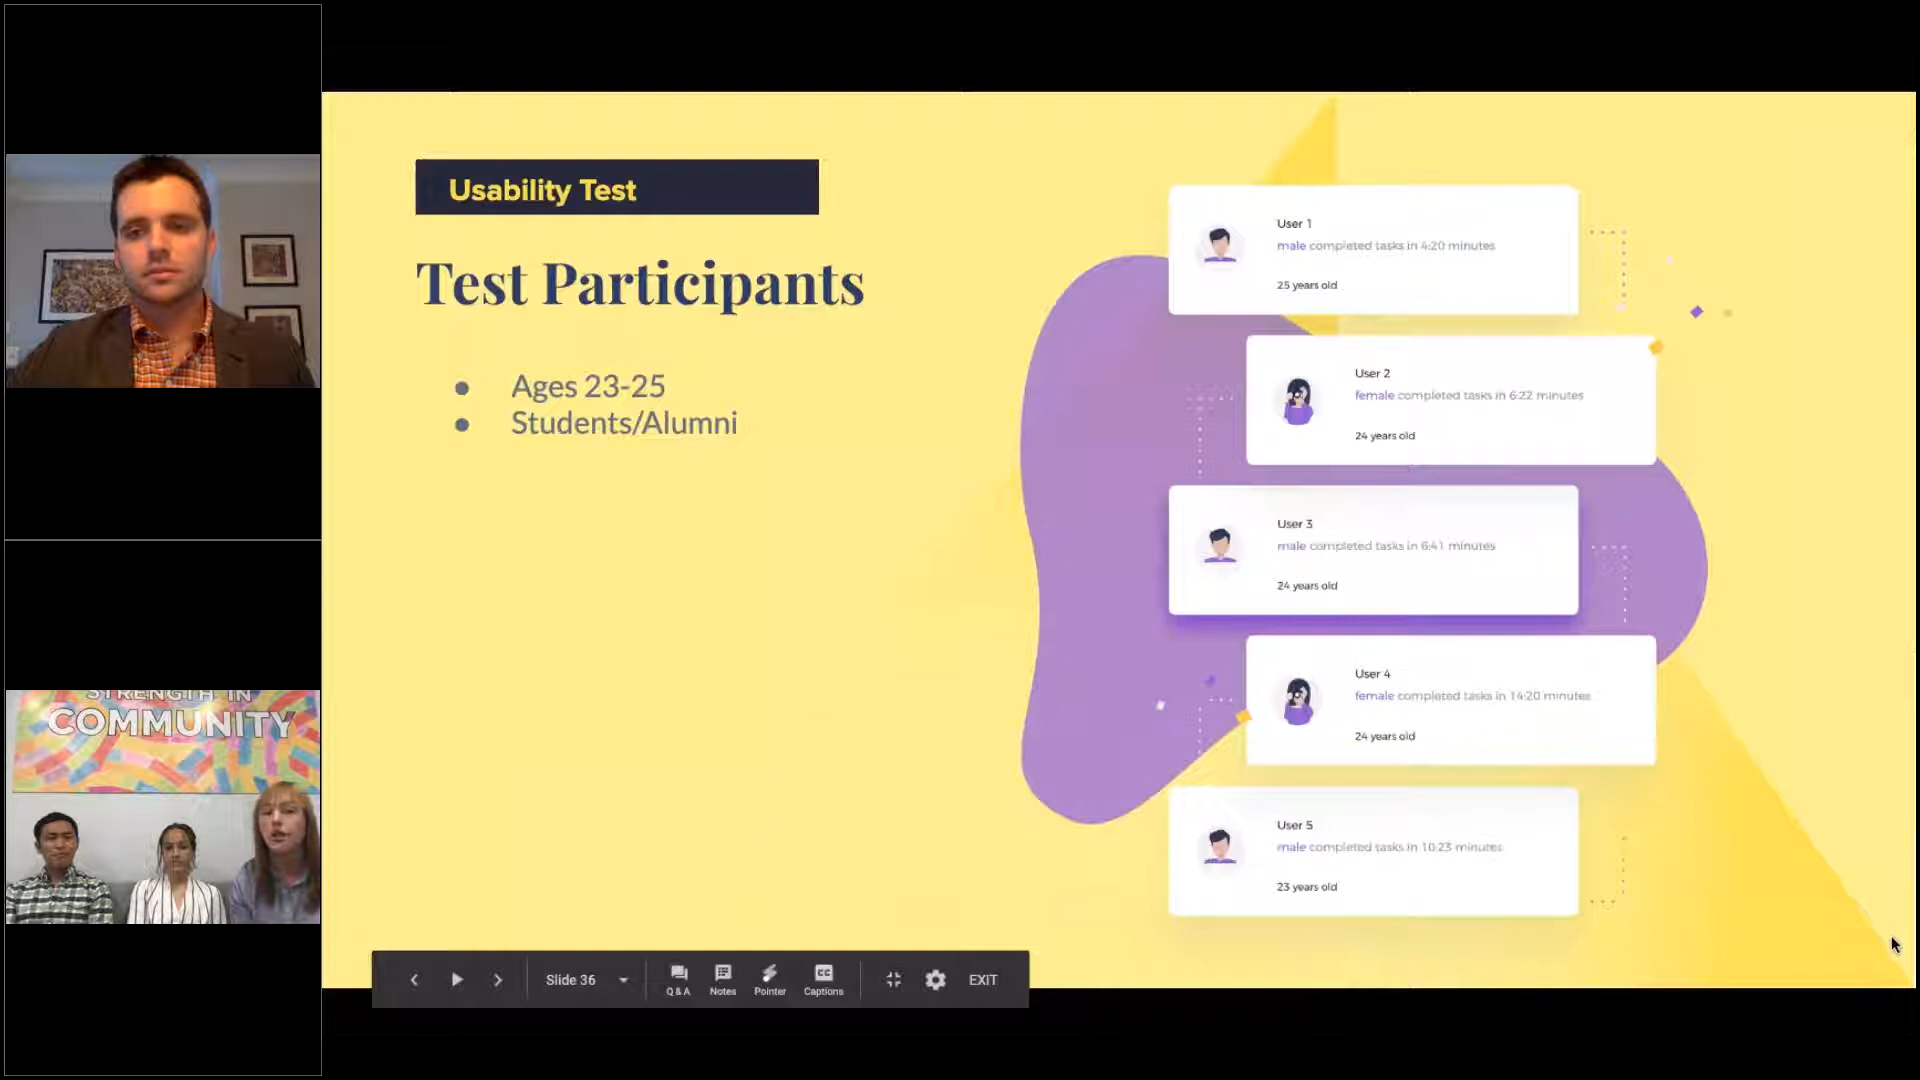 STRENGTH IN
COMMUNITY
Usability Test
Test Participants
● Ages 23-25
● Students/Alumni
User 1
male completed tasks in 4:20 minutes
25 years old
User 2
female completed tasks in 6:22 minutes
24 years old
User 3
male completed tasks in 6:41 minutes
24 years old
User 4
female completed tasks in 14:20 minutes
24 years old
User 5
male completed tasks in 10:23 minutes
23 years old
Slide 36
Q & A
Notes
Pointer
CC
Captions
EXIT